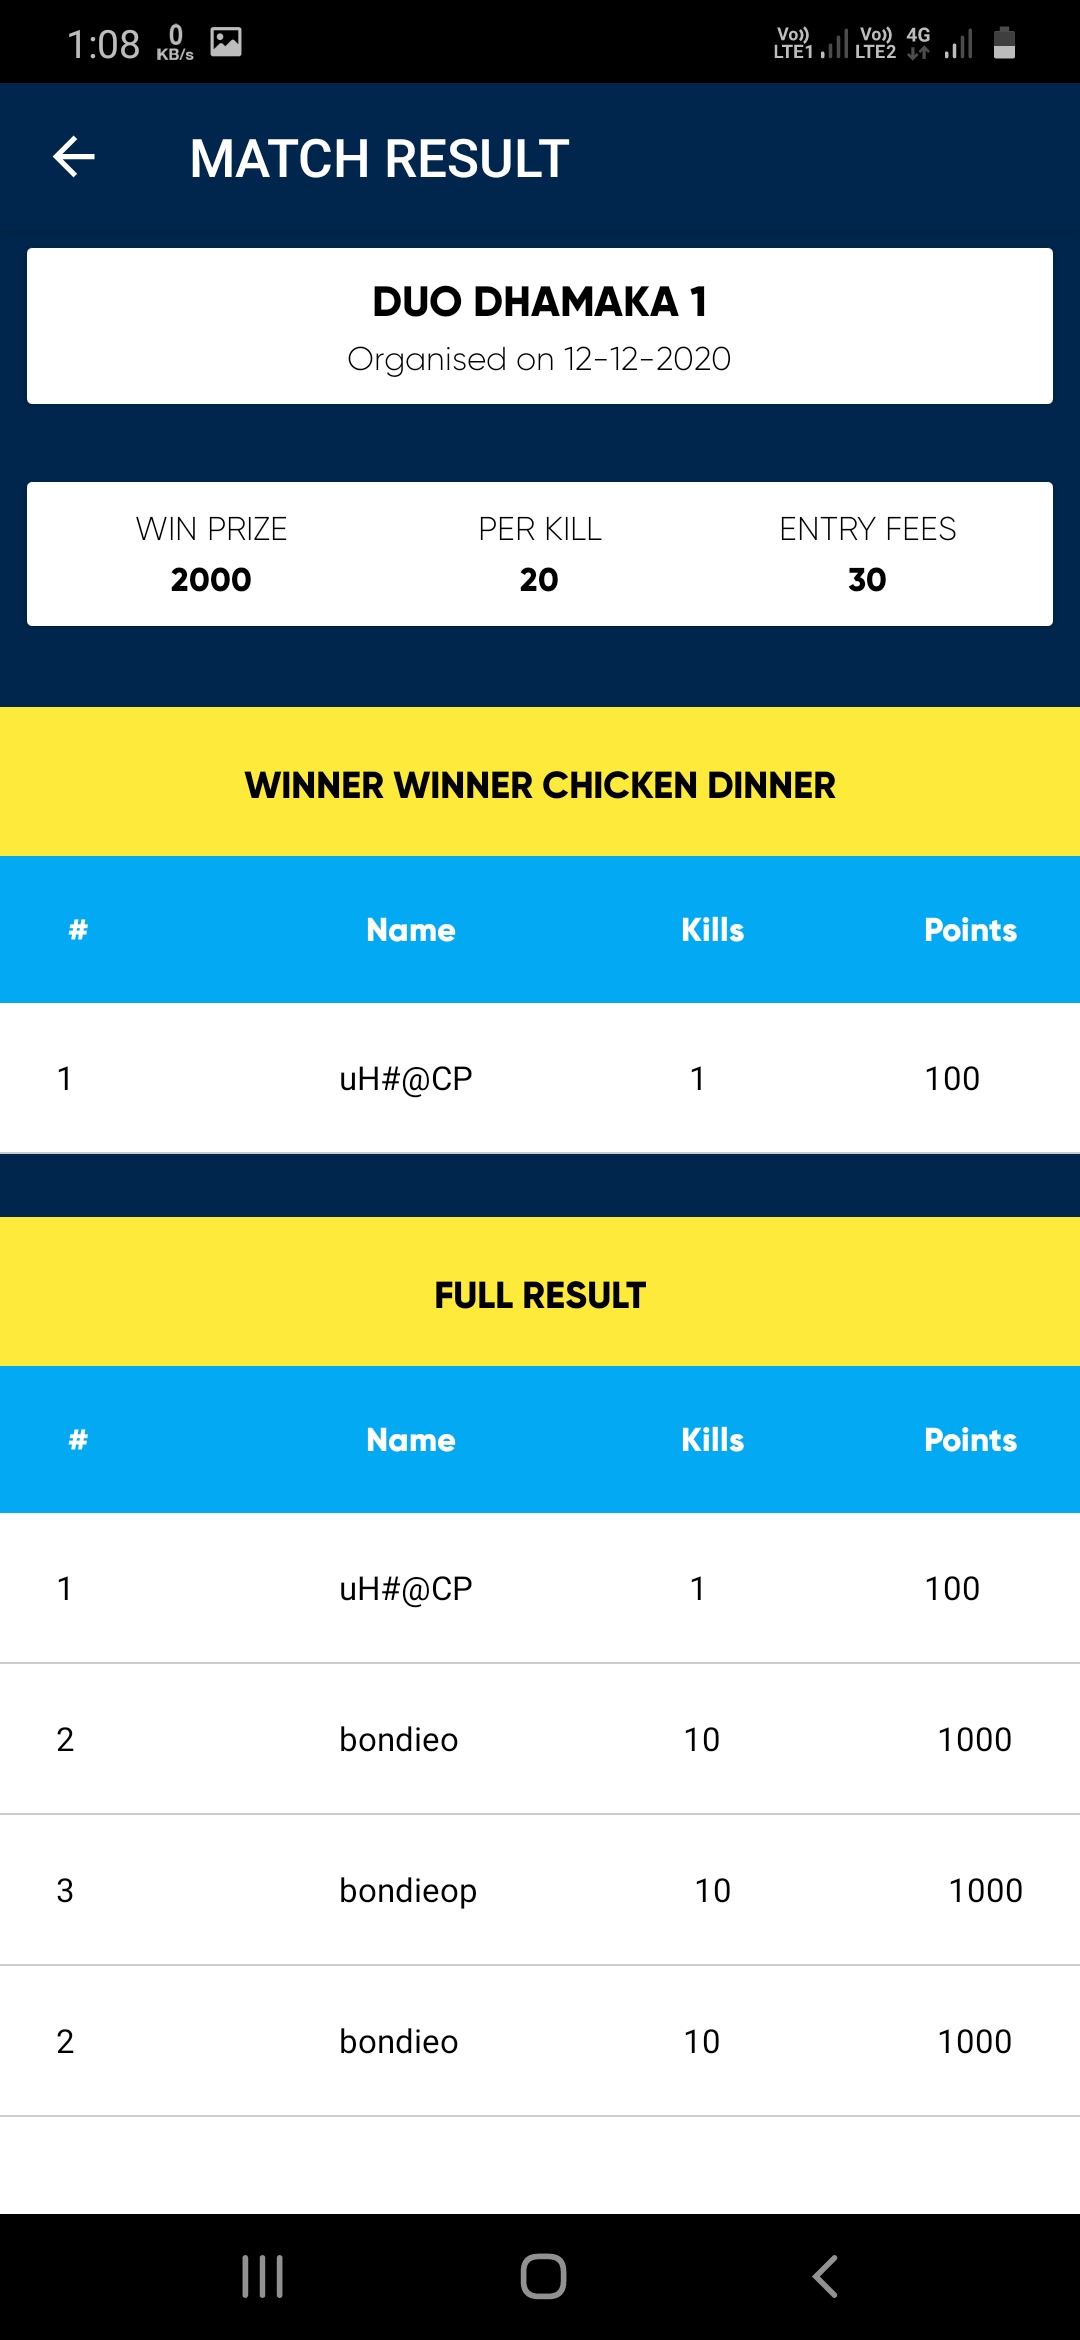 1:08 0 KB/s Vo)) LTE1 Vo)) LTE2 4G
MATCH RESULT
DUO DHAMAKA 1
Organised on 12-12-2020
WIN PRIZE PER KILL ENTRY FEES
2000 20 30
WINNER WINNER CHICKEN DINNER
# Name Kills Points
1 uH#@CP 1 100
FULL RESULT
# Name Kills Points
1 uH#@CP 1 100
2 bondieo 10 1000
3 bondieop 10 1000
2 bondieo 10 1000